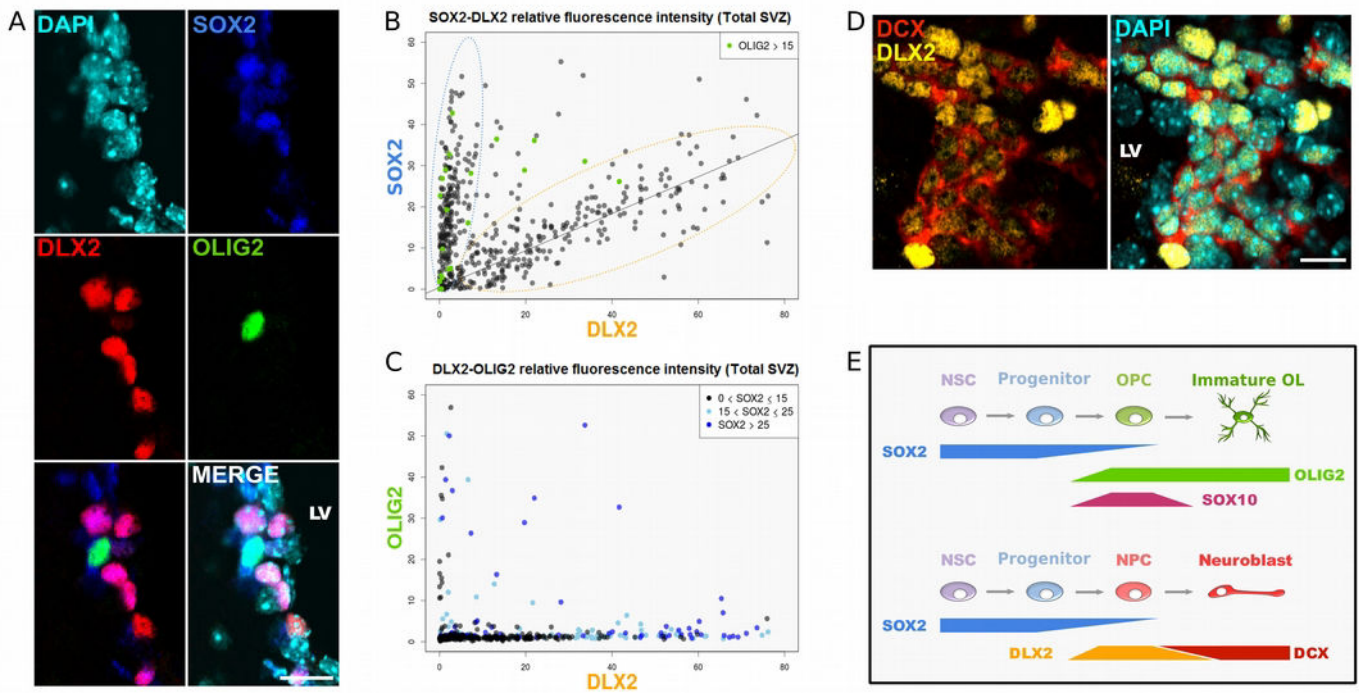 A
DAPI
SOX2
DLX2
OLIG2
MERGE
LV
B
SOX2-DLX2 relative fluorescence intensity (Total SVZ)
OLIG2 > 15
60
50
40
30
20
10
0
SOX2
0 20 40 60 80
DLX2
C
DLX2-OLIG2 relative fluorescence intensity (Total SVZ)
0 < SOX2 ≤ 15
15 < SOX2 ≤ 25
SOX2 > 25
60
50
40
30
20
10
0
OLIG2
0 20 40 60 80
DLX2
D
DCX
DLX2
DAPI
LV
E
NSC Progenitor OPC Immature OL
SOX2
OLIG2
SOX10
NSC Progenitor NPC Neuroblast
SOX2
DLX2 DCX